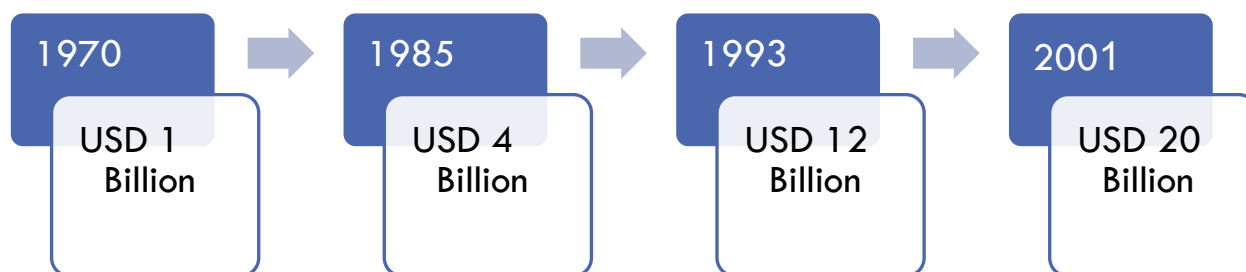 1970
USD 1
Billion
1985
USD 4
Billion
1993
USD 12
Billion
2001
USD 20
Billion